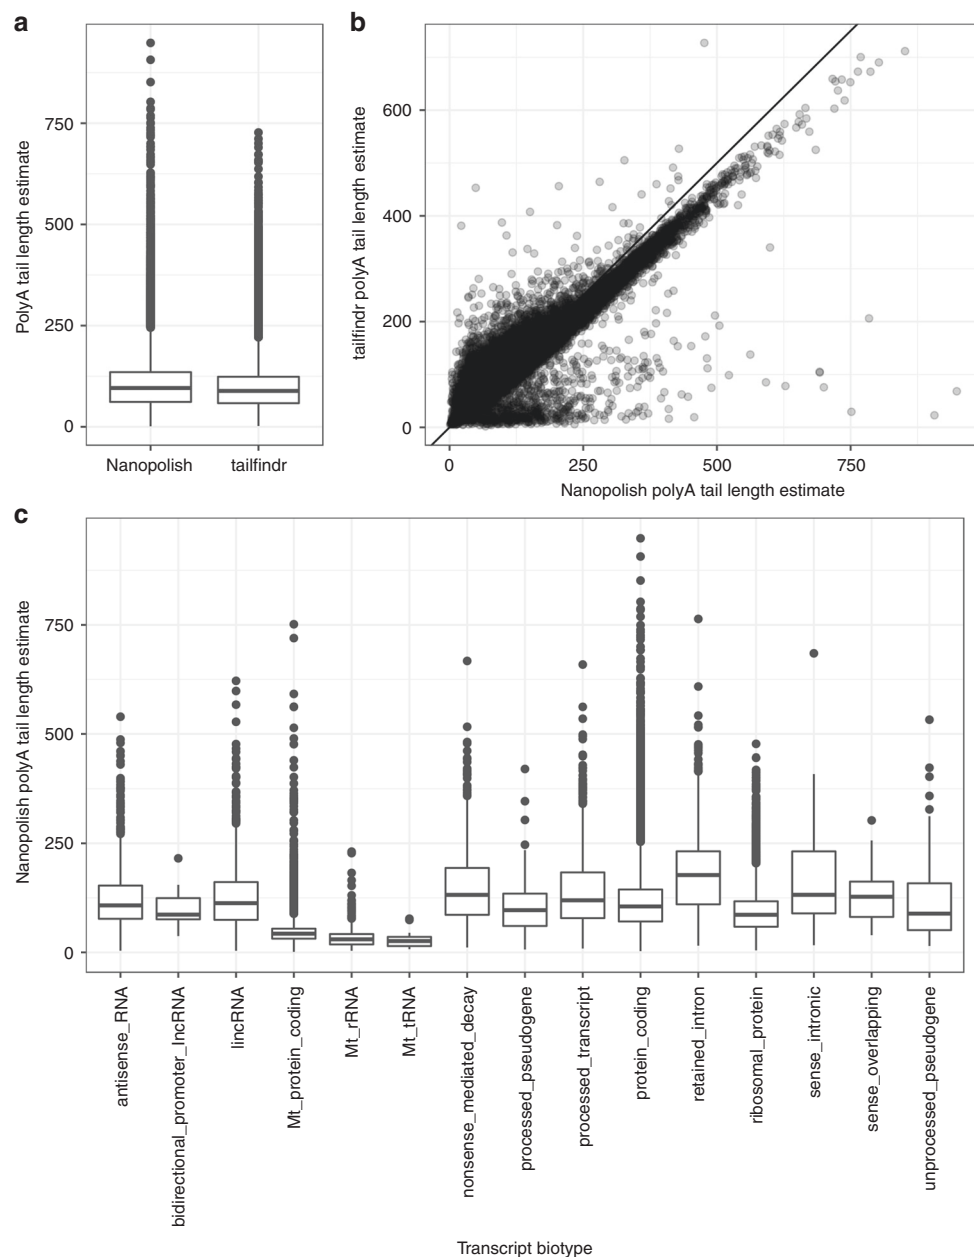 a
PolyA tail length estimate
750
500
250
0
Nanopolish tailfindr
b
tailfindr polyA tail length estimate
600
400
200
0
0 250 500 750
Nanopolish polyA tail length estimate
c
Nanopolish polyA tail length estimate
750
500
250
0
antisense_RNA
bidirectional_promoter_lncRNA
lincRNA
Mt_protein_coding
Mt_rRNA
Mt_tRNA
nonsense_mediated_decay
processed_pseudogene
processed_transcript
protein_coding
retained_intron
ribosomal_protein
sense_intronic
sense_overlapping
unprocessed_pseudogene
Transcript biotype